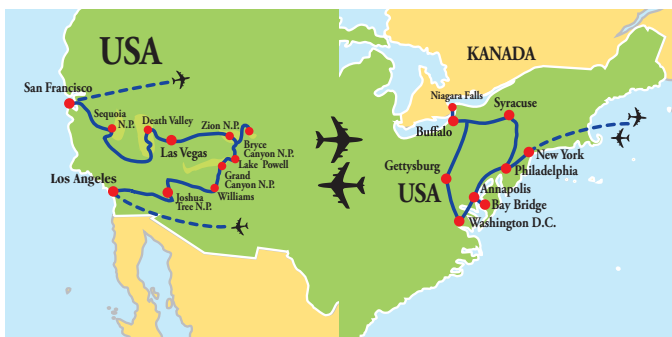 USA
San Francisco
Sequoia
N.P.
Death Valley
Zion N.P.
Las Vegas
Bryce
Canyon N.P.
Lake Powell
Grand
Canyon N.P.
Williams
Los Angeles
Joshua
Tree N.P.
KANADA
Niagara Falls
Syracuse
Buffalo
New York
Gettysburg
Philadelphia
USA
Annapolis
Bay Bridge
Washington D.C.